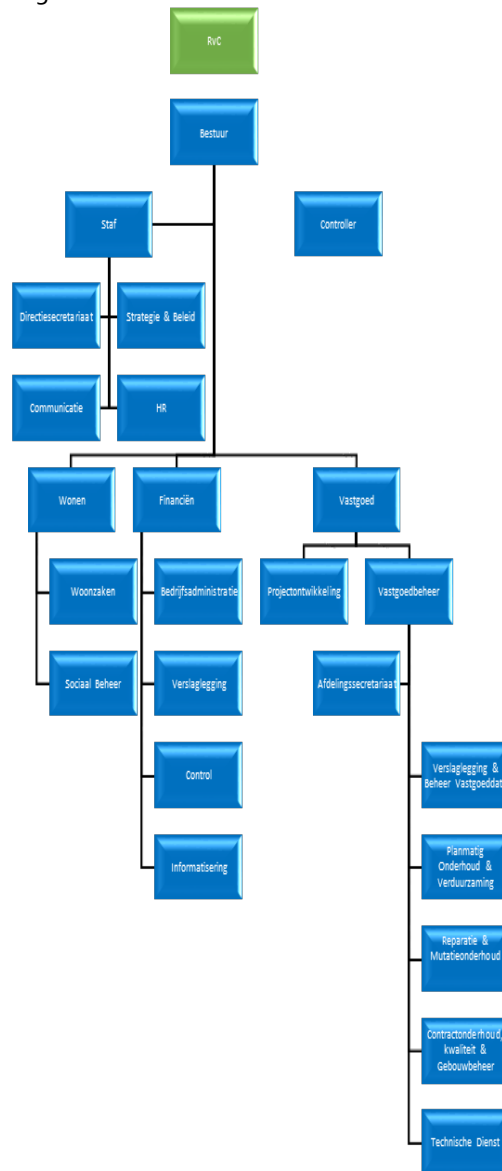 RvC
Bestuur
Staf
Controller
Directiesecretariaat
Strategie & Beleid
Communicatie
HR
Wonen
Financiën
Vastgoed
Woonzaken
Bedrijfsadministratie
Projectontwikkeling
Vastgoedbeheer
Sociaal Beheer
Verslaglegging
Afdelingssecretariaat
Control
Verslaglegging &
Beheer Vastgoeddat
Informatisering
Planmatig
Onderhoud &
Verduurzaming
Reparatie &
Mutatieonderhoud
Contractonderhoud,
kwaliteit &
Gebouwbeheer
Technische Dienst